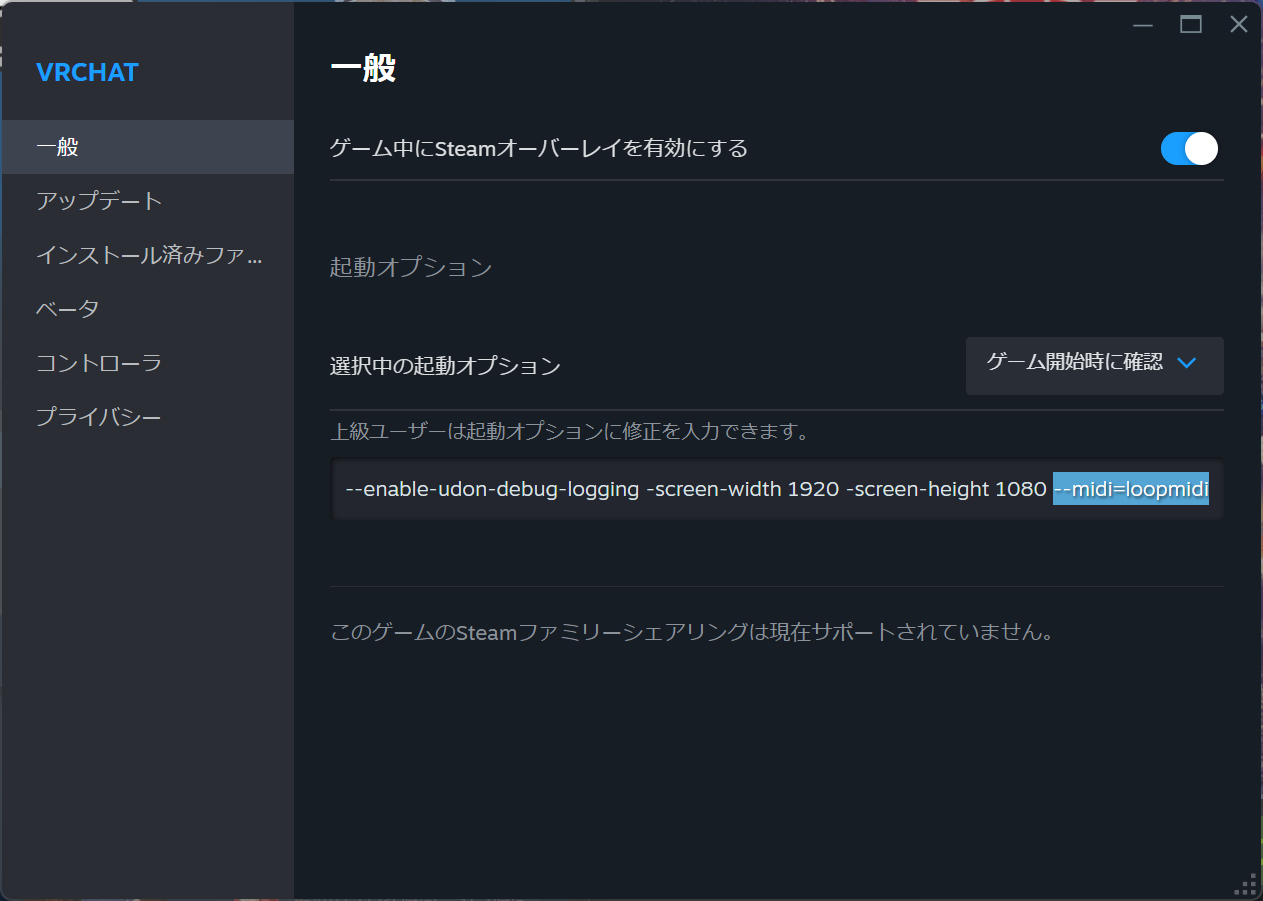 VRCHAT
一般
アップデート
インストール済みファ...
ベータ
コントローラ
プライバシー
一般
ゲーム中にSteamオーバーレイを有効にする
起動オプション
選択中の起動オプション
ゲーム開始時に確認
上級ユーザーは起動オプションに修正を入力できます。
--enable-udon-debug-logging -screen-width 1920 -screen-height 1080 --midi=loopmidi
このゲームのSteamファミリーシェアリングは現在サポートされていません。